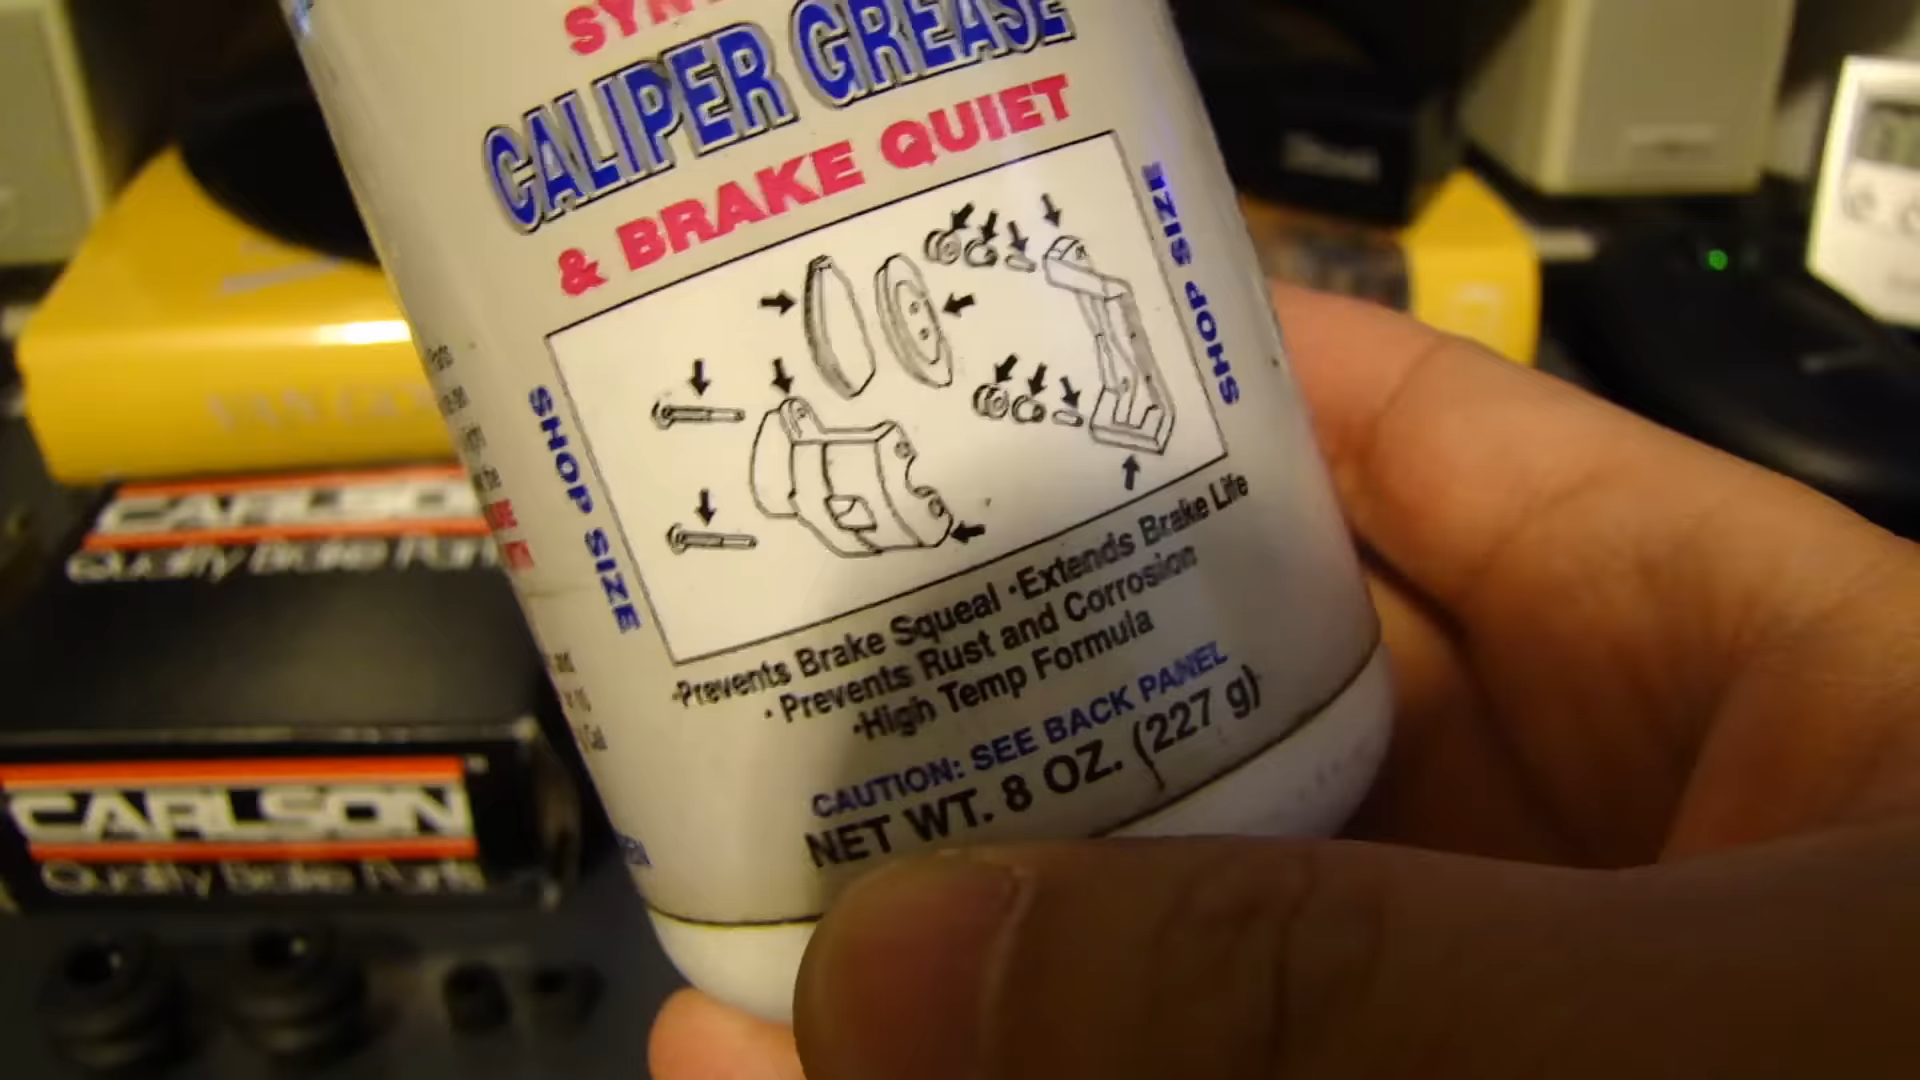 CALIPER GREASE
& BRAKE QUIET
SHOP SIZE
SHOP SIZE
·Prevents Brake Squeal ·Extends Brake Life
· Prevents Rust and Corrosion
·High Temp Formula
CAUTION: SEE BACK PANEL
NET WT. 8 OZ. (227 g)
CARLSON
Quality Brake Parts
CARLSON
Quality Brake Parts